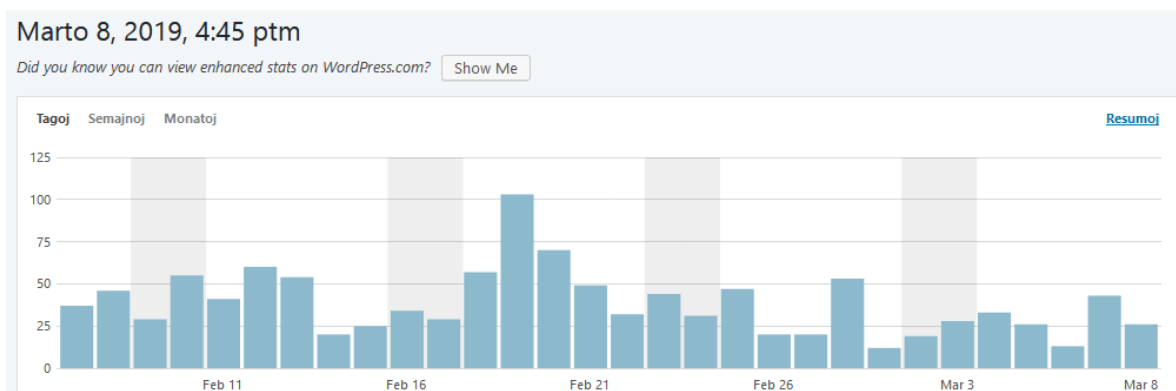 Marto 8, 2019, 4:45 ptm
Did you know you can view enhanced stats on WordPress.com? Show Me
Tagoj Semajnoj Monatoj Resumoj
125
100
75
50
25
0
Feb 11 Feb 16 Feb 21 Feb 26 Mar 3 Mar 8